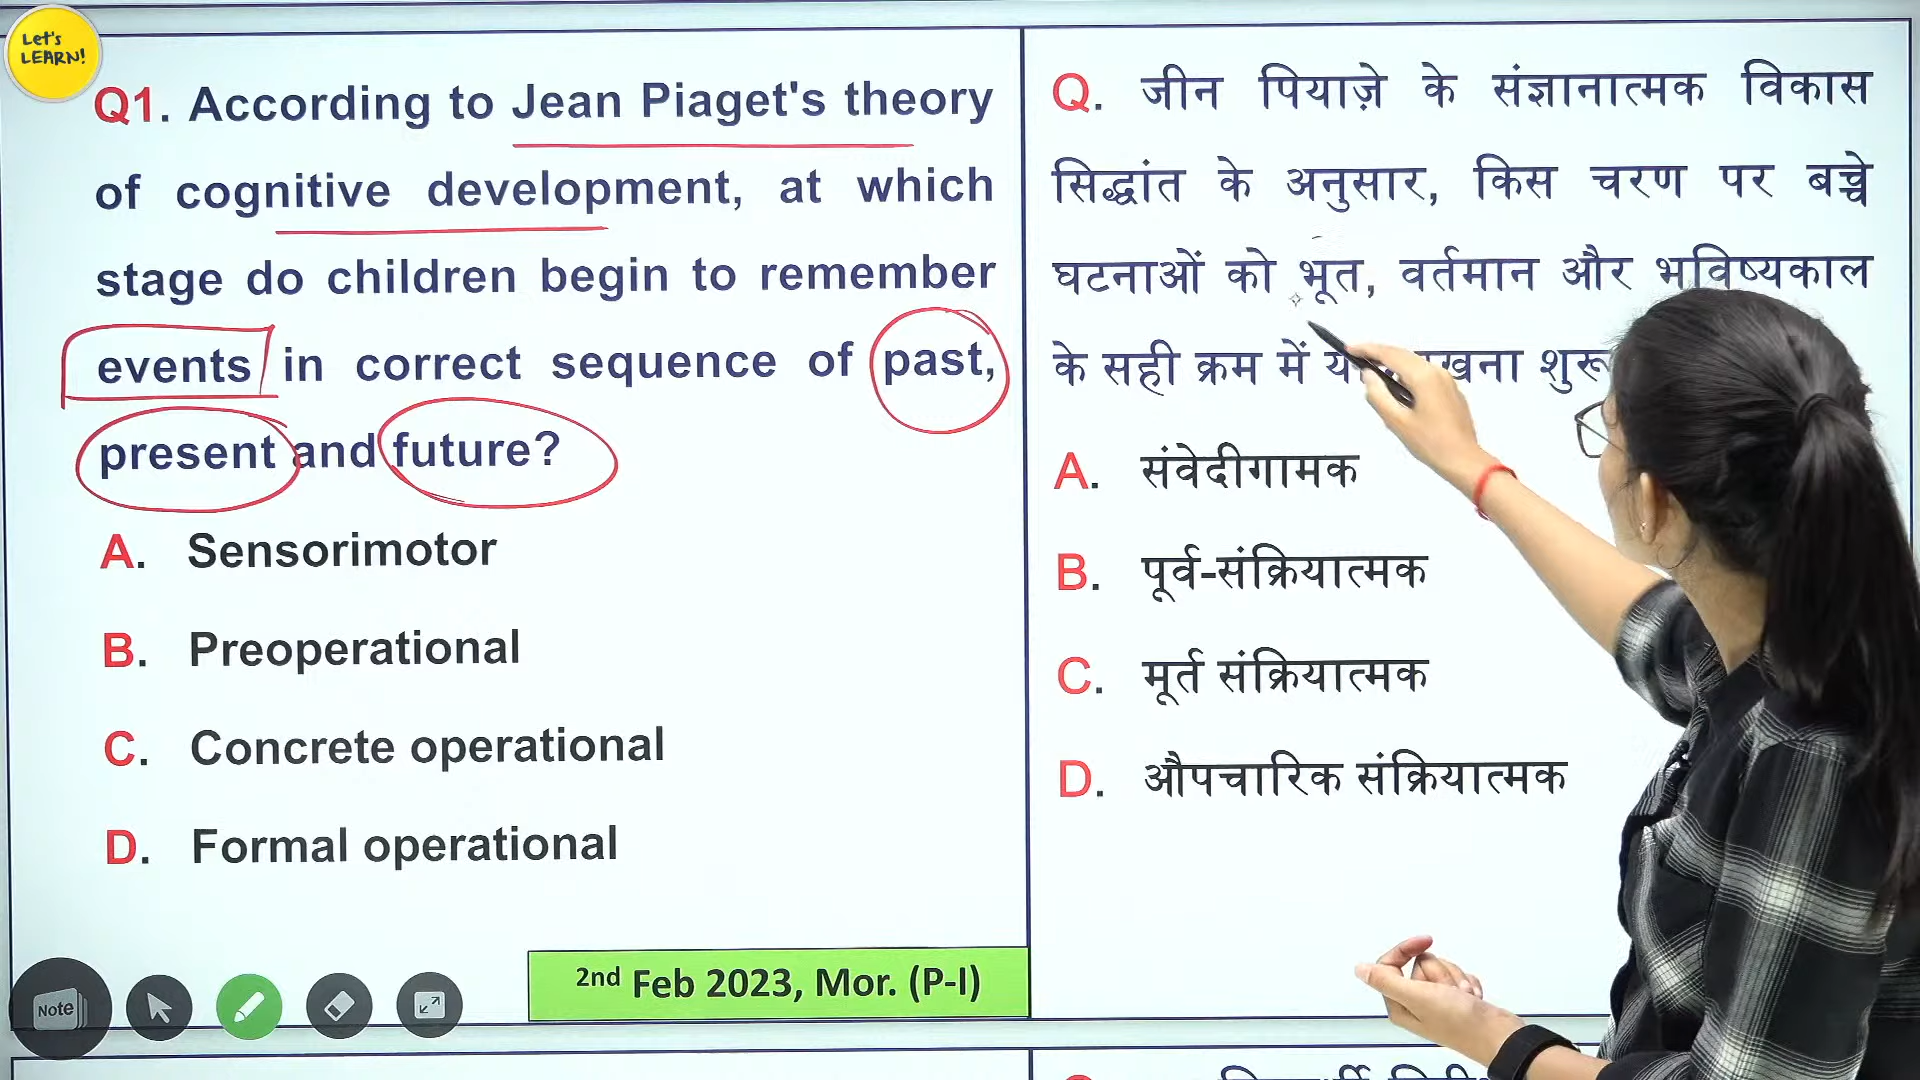 Let's
LEARN!
Q1. According to Jean Piaget's theory
of cognitive development, at which
stage do children begin to remember
events in correct sequence of past,
present and future?
A. Sensorimotor
B. Preoperational
C. Concrete operational
D. Formal operational
2nd Feb 2023, Mor. (P-I)
Note
Q. जीन पियाज़े के संज्ञानात्मक विकास
सिद्धांत के अनुसार, किस चरण पर बच्चे
घटनाओं को भूत, वर्तमान और भविष्यकाल
के सही क्रम में
A. संवेदीगामक
B. पूर्व-संक्रियात्मक
C. मूर्त संक्रियात्मक
D. औपचारिक संक्रियात्मक